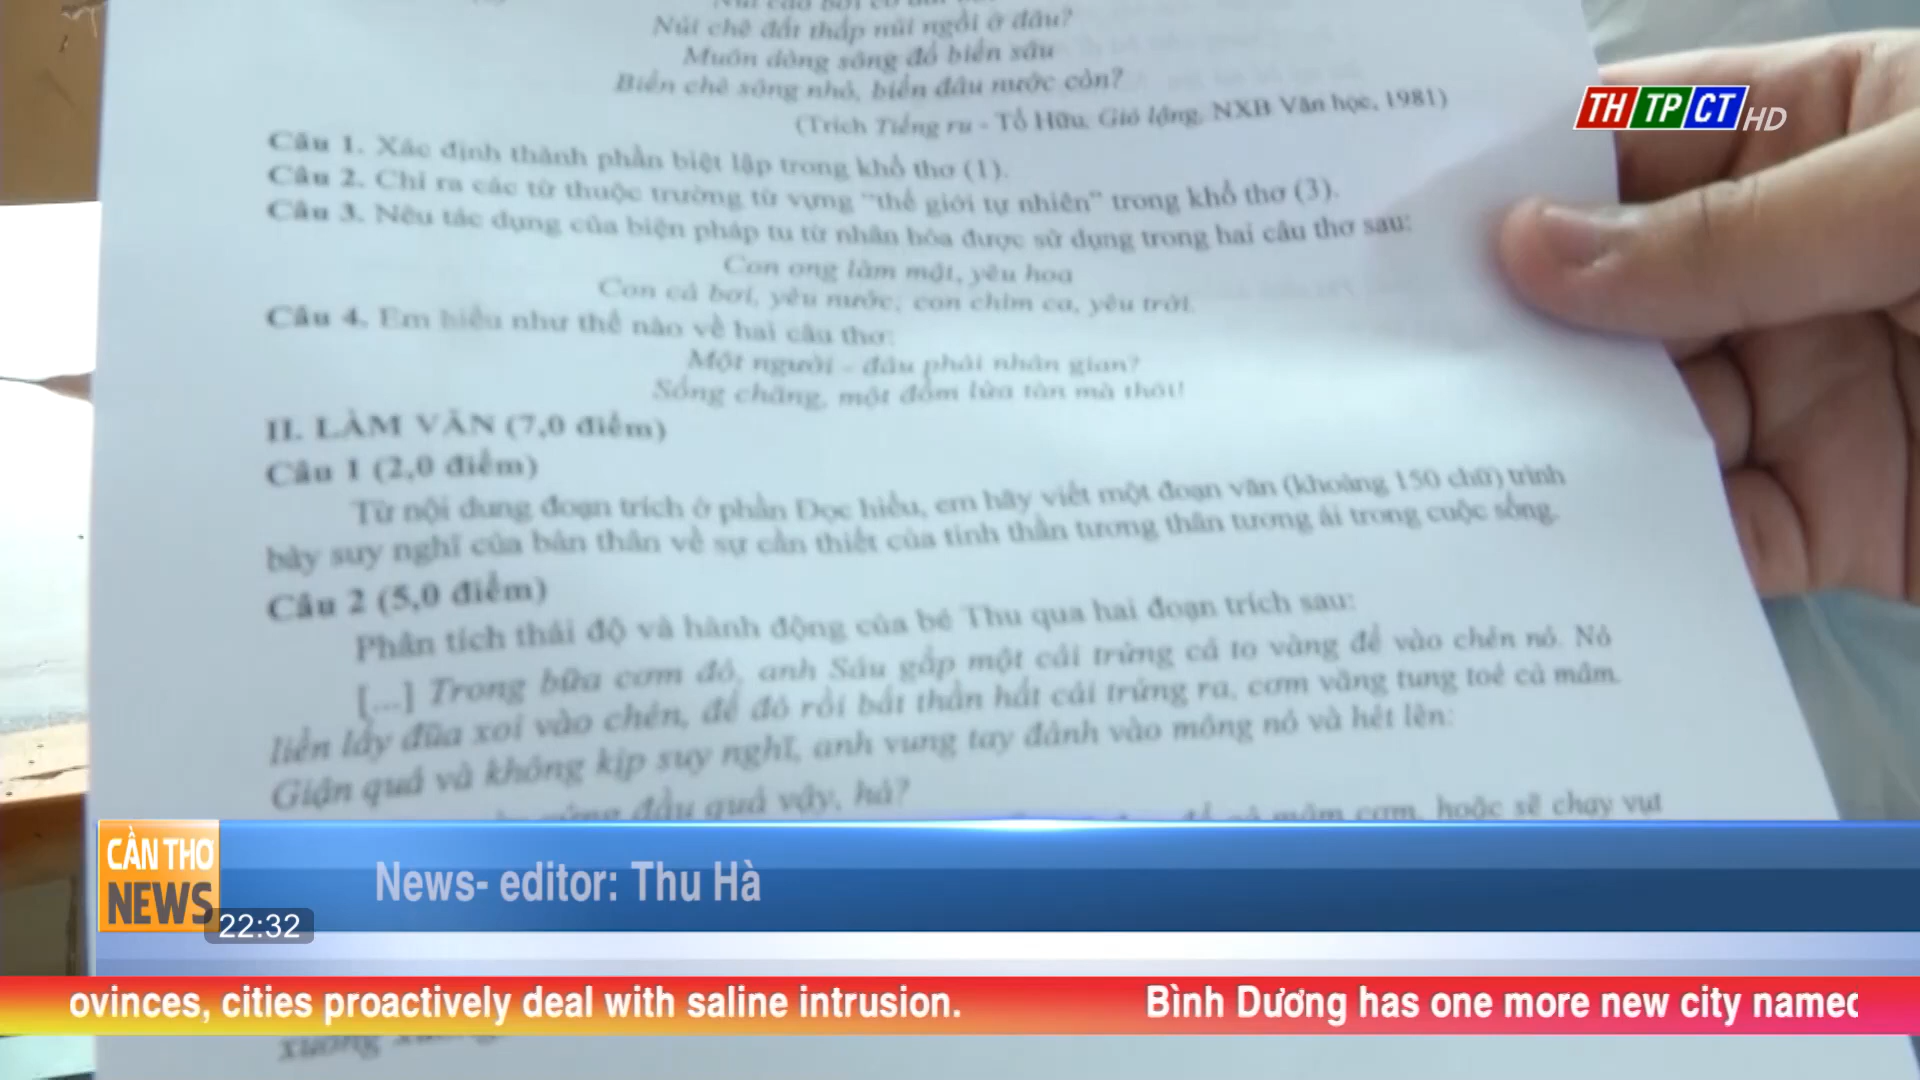 Núi chê đất thấp núi ngồi ở đâu?
Muôn dòng sông đổ biển sâu
Biển chê sông nhỏ, biển đâu nước còn?
(Trích Tiếng ru - Tố Hữu, Gió lộng, NXB Văn học, 1981)
Câu 1. Xác định thành phần biệt lập trong khổ thơ (1).
Câu 2. Chỉ ra các từ thuộc trường từ vựng "thế giới tự nhiên" trong khổ thơ (3).
Câu 3. Nêu tác dụng của biện pháp tu từ nhân hóa được sử dụng trong hai câu thơ sau:
Con ong làm mật, yêu hoa
Con cá bơi, yêu nước; con chim ca, yêu trời.
Câu 4. Em hiểu như thế nào về hai câu thơ:
Một người - đâu phải nhân gian?
Sống chăng, một đốm lửa tàn mà thôi!
II. LÀM VĂN (7,0 điểm)
Câu 1 (2,0 điểm)
Từ nội dung đoạn trích ở phần Đọc hiểu, em hãy viết một đoạn văn (khoảng 150 chữ) trình
bày suy nghĩ của bản thân về sự cần thiết của tinh thần tương thân tương ái trong cuộc sống.
Câu 2 (5,0 điểm)
Phân tích thái độ và hành động của bé Thu qua hai đoạn trích sau:
[...] Trong bữa cơm đó, anh Sáu gắp một cái trứng cá to vàng để vào chén nó. Nó
liền lấy đũa xoi vào chén, để đó rồi bất thần hất cái trứng ra, cơm văng tung toé cả mâm.
Giận quá và không kịp suy nghĩ, anh vung tay đánh vào mông nó và hét lên:
đầu quá vậy, hả?
mâm cơm, hoặc sẽ chạy vụt
THTPCT HD
CẦN THƠ
NEWS
News- editor: Thu Hà
22:32
ovinces, cities proactively deal with saline intrusion. Bình Dương has one more new city named